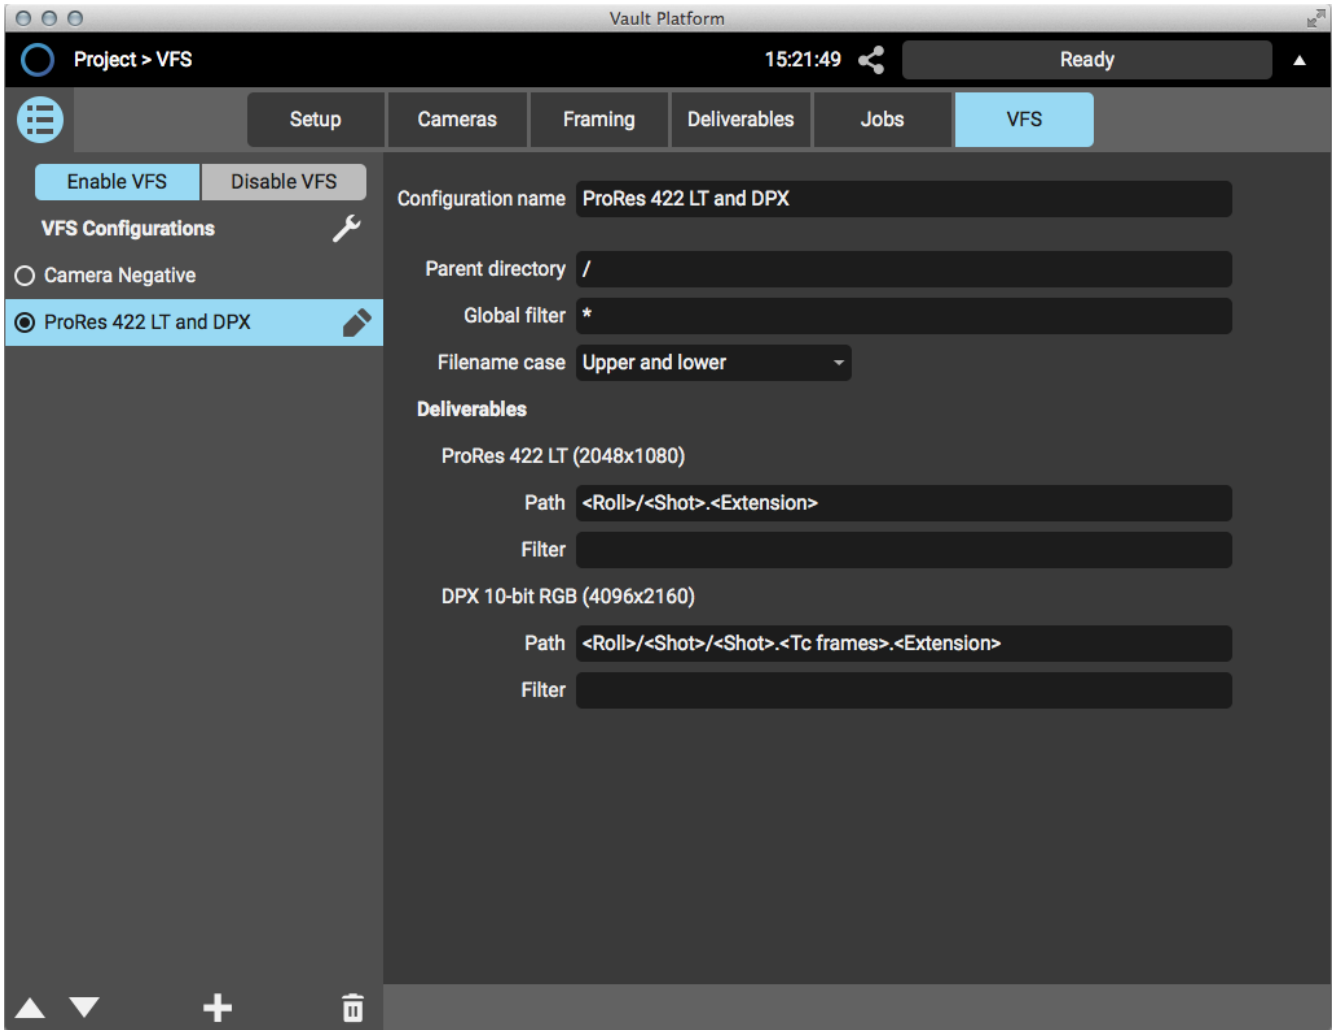 Vault Platform
Project > VFS 15:21:49 Ready
Setup Cameras Framing Deliverables Jobs VFS
Enable VFS Disable VFS
VFS Configurations
Camera Negative
ProRes 422 LT and DPX
Configuration name ProRes 422 LT and DPX
Parent directory /
Global filter *
Filename case Upper and lower
Deliverables
ProRes 422 LT (2048x1080)
Path <Roll>/<Shot>.<Extension>
Filter
DPX 10-bit RGB (4096x2160)
Path <Roll>/<Shot>/<Shot>.<Tc frames>.<Extension>
Filter